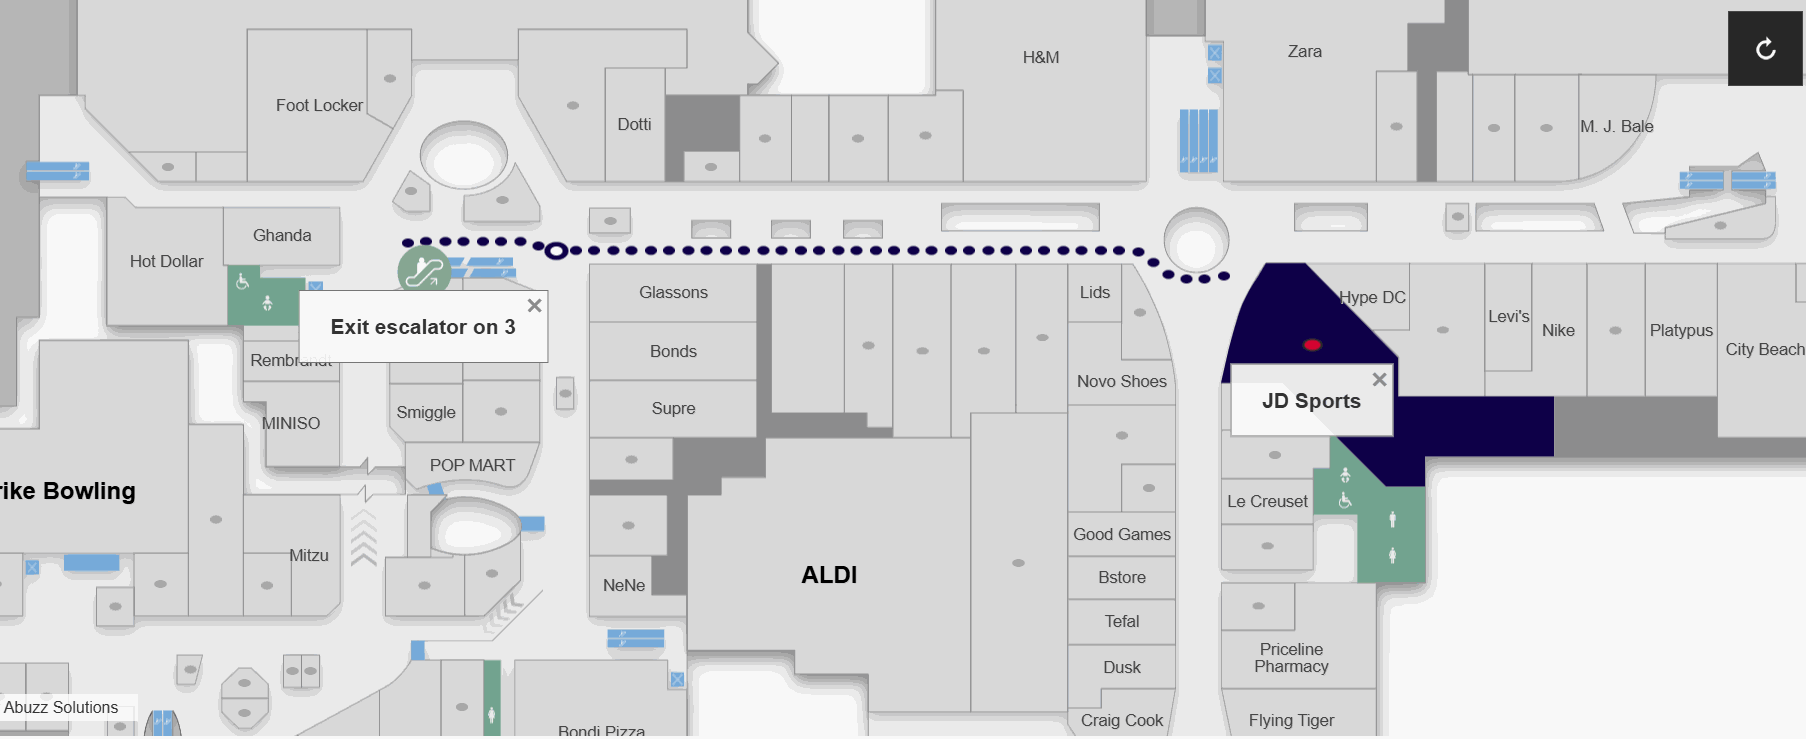 H&M
Zara
Foot Locker
Dotti
M. J. Bale
Ghanda
Hot Dollar
Exit escalator on 3
Glassons
Lids
Hype DC
Levi's
Nike
Platypus
City Beach
Bonds
Rembrandt
Novo Shoes
JD Sports
Smiggle
Supre
MINISO
POP MART
rike Bowling
Le Creuset
Good Games
Mitzu
ALDI
NeNe
Bstore
Tefal
Priceline
Pharmacy
Dusk
Abuzz Solutions
Craig Cook
Flying Tiger
Bondi Pizza